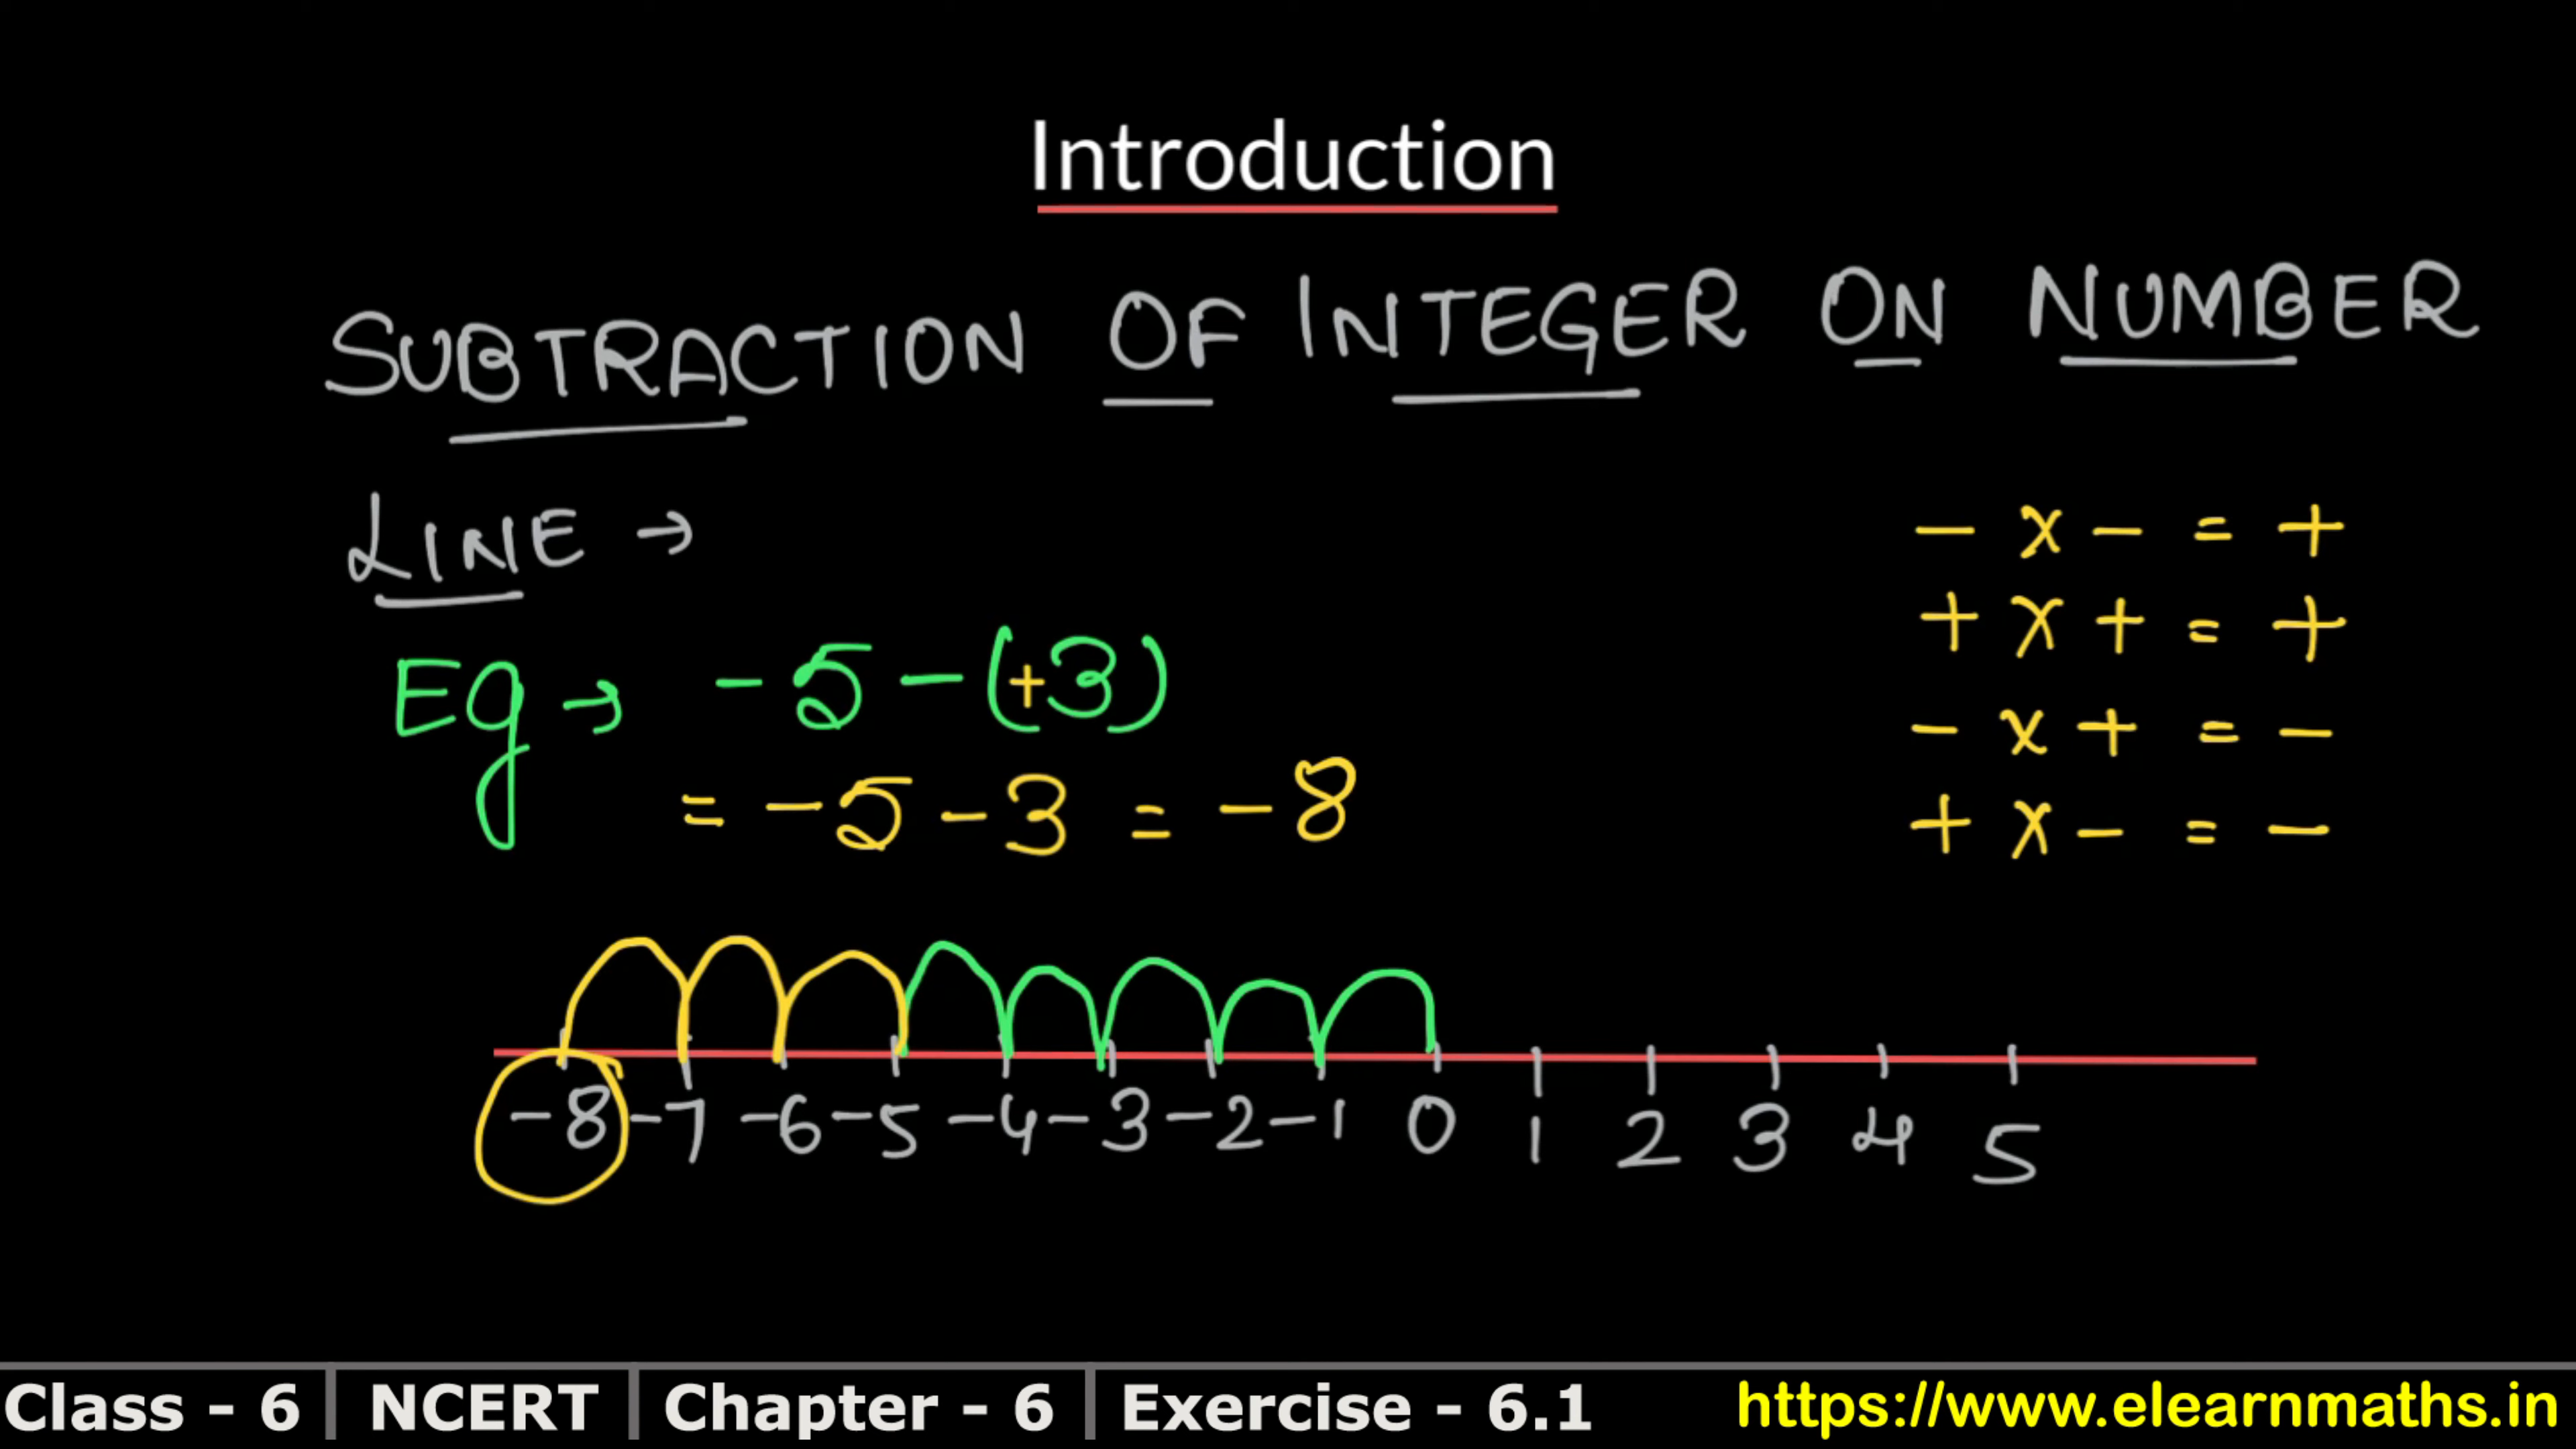 Introduction
SUBTRACTION OF INTEGER ON NUMBER
LINE →
- x - = +
+ x + = +
Eg → -5-(+3)
- x + = -
= -5-3 = -8
+ x - = -
-8 -7 -6 -5 -4 -3 -2 -1 0 1 2 3 4 5
Class - 6 | NCERT | Chapter - 6 | Exercise - 6.1 https://www.elearnmaths.in